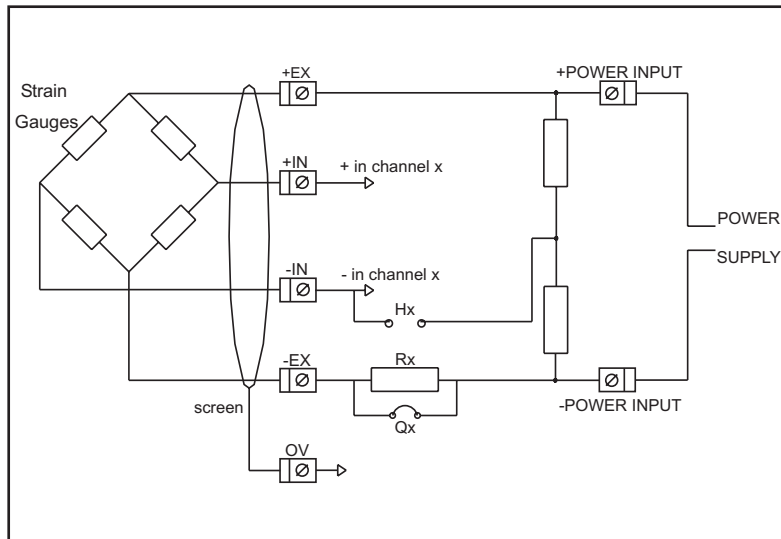 +EX
+POWER INPUT
Strain
Gauges
+IN
+ in channel x
POWER
SUPPLY
-IN
- in channel x
Hx
-EX
Rx
screen
Qx
-POWER INPUT
OV